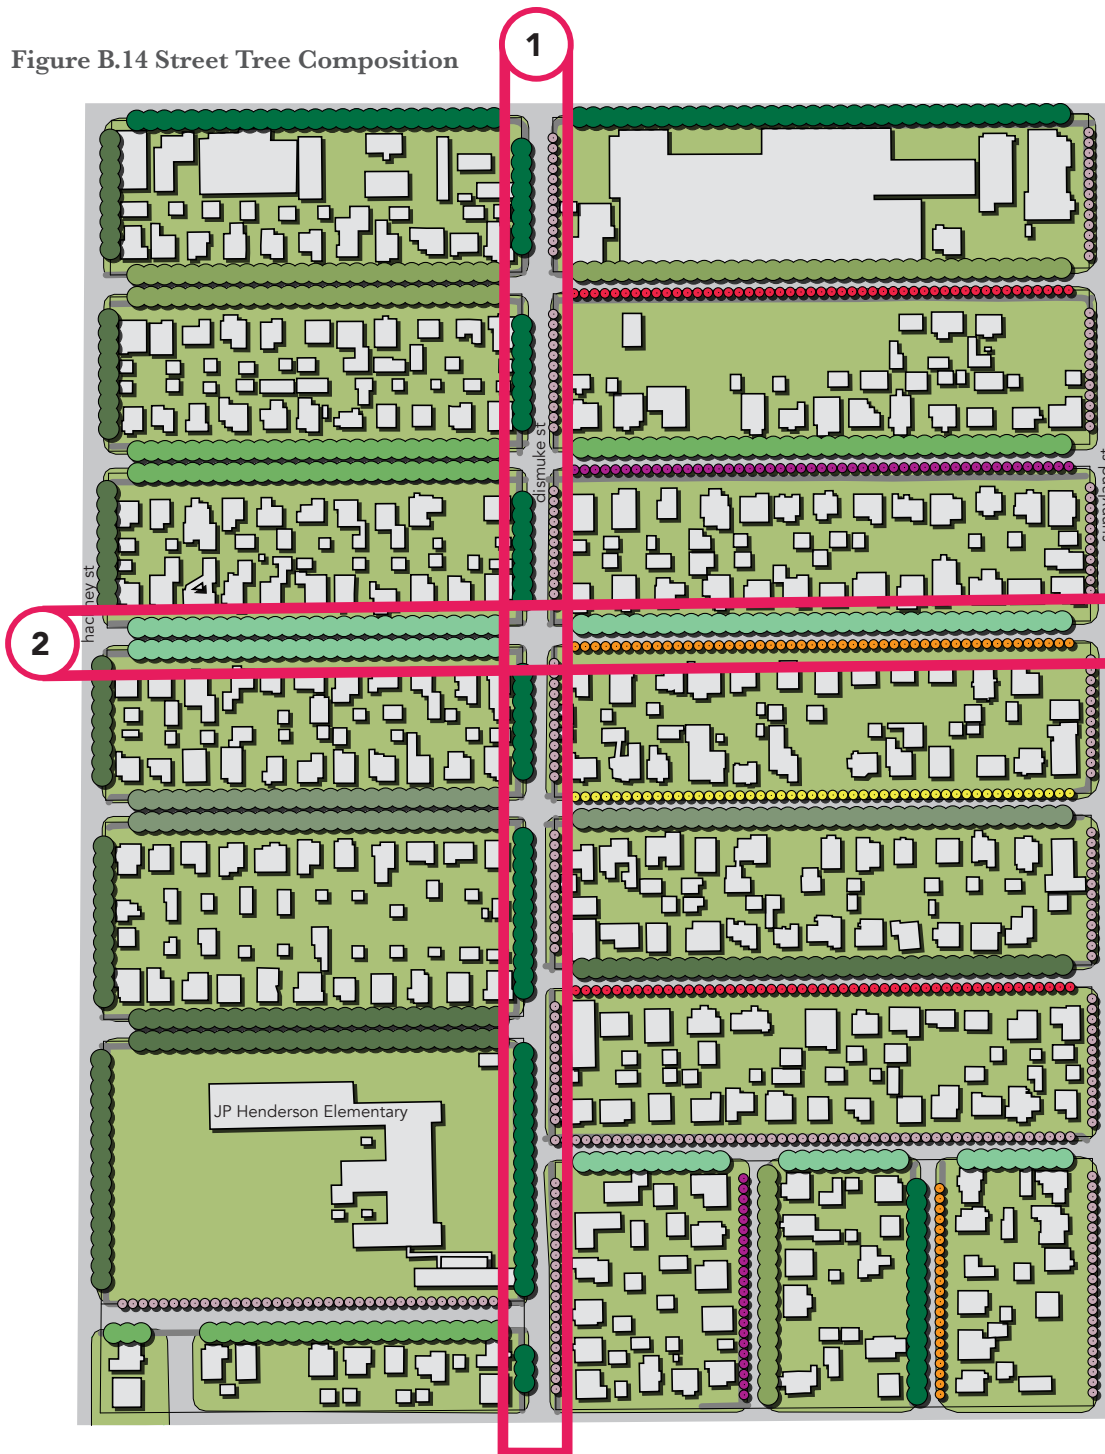 Figure B.14 Street Tree Composition
1
dismuke st
2
JP Henderson Elementary